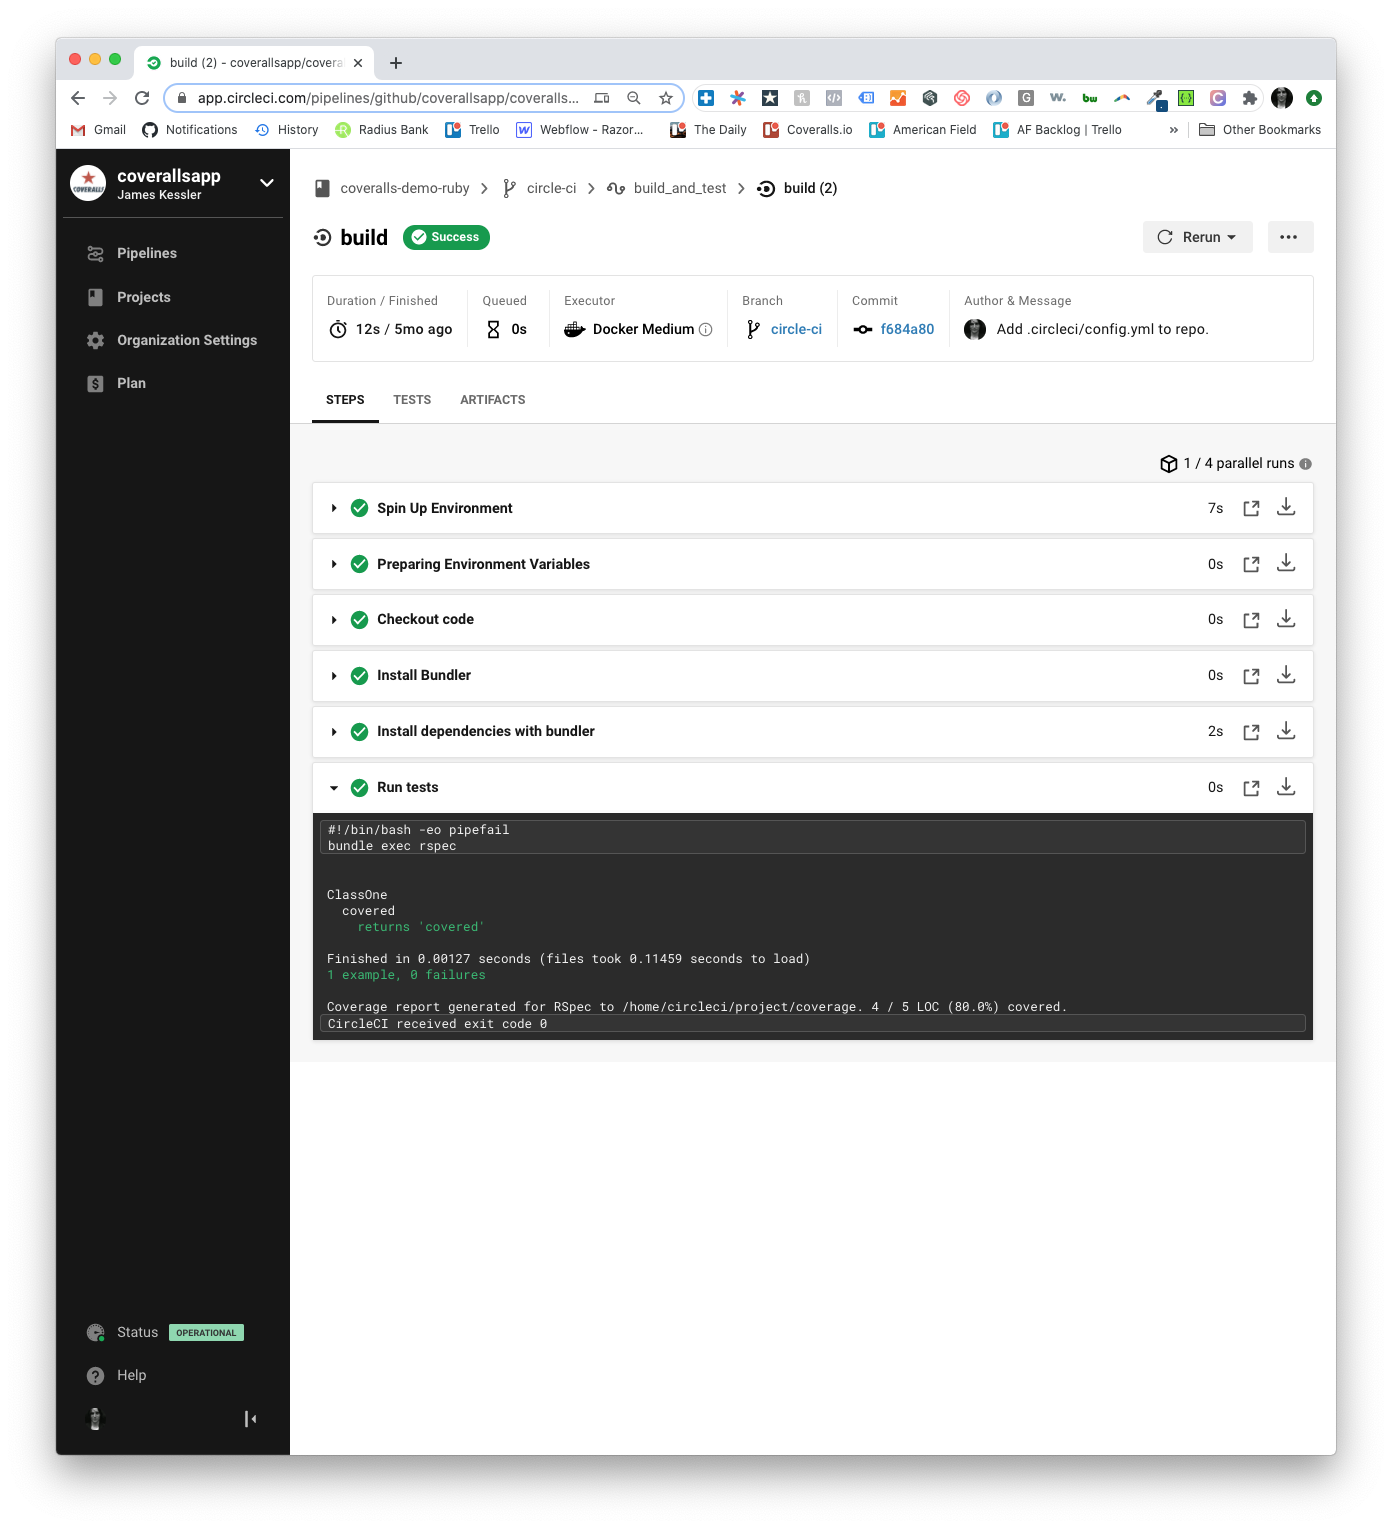 build (2) - coverallsapp/covera
app.circleci.com/pipelines/github/coverallsapp/coveralls...
Gmail Notifications History Radius Bank Trello Webflow - Razor... The Daily Coveralls.io American Field AF Backlog | Trello » Other Bookmarks
COVERALLS
coverallsapp
James Kessler
Pipelines
Projects
Organization Settings
Plan
Status OPERATIONAL
Help
coveralls-demo-ruby circle-ci build_and_test build (2)
build Success Rerun
Duration / Finished Queued Executor Branch Commit Author & Message
12s / 5mo ago 0s Docker Medium circle-ci f684a80 Add .circleci/config.yml to repo.
STEPS TESTS ARTIFACTS
1 / 4 parallel runs
Spin Up Environment 7s
Preparing Environment Variables 0s
Checkout code 0s
Install Bundler 0s
Install dependencies with bundler 2s
Run tests 0s
#!/bin/bash -eo pipefail
bundle exec rspec
ClassOne
covered
returns 'covered'
Finished in 0.00127 seconds (files took 0.11459 seconds to load)
1 example, 0 failures
Coverage report generated for RSpec to /home/circleci/project/coverage. 4 / 5 LOC (80.0%) covered.
CircleCI received exit code 0